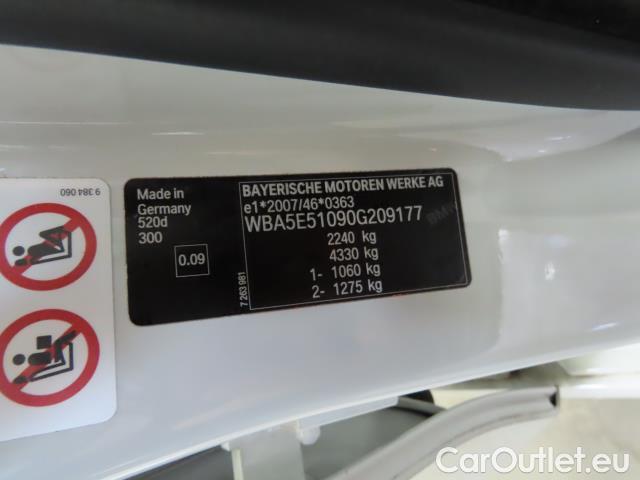 9 384 060
Made in
Germany
520d
300
0.09
7 263 981
BAYERISCHE MOTOREN WERKE AG
e1*2007/46*0363
WBA5E51090G209177
2240 kg
4330 kg
1- 1060 kg
2- 1275 kg
BMW
CarOutlet.eu